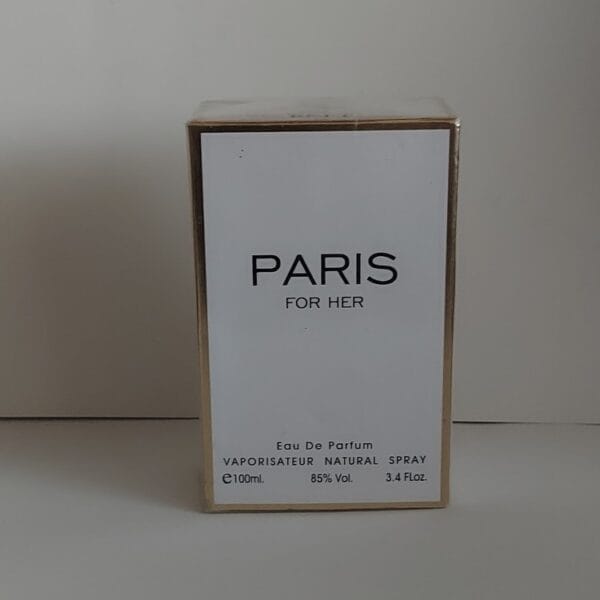 PARIS
FOR HER
Eau De Parfum
VAPORISATEUR NATURAL SPRAY
℮100ml. 85% Vol. 3.4 FLoz.